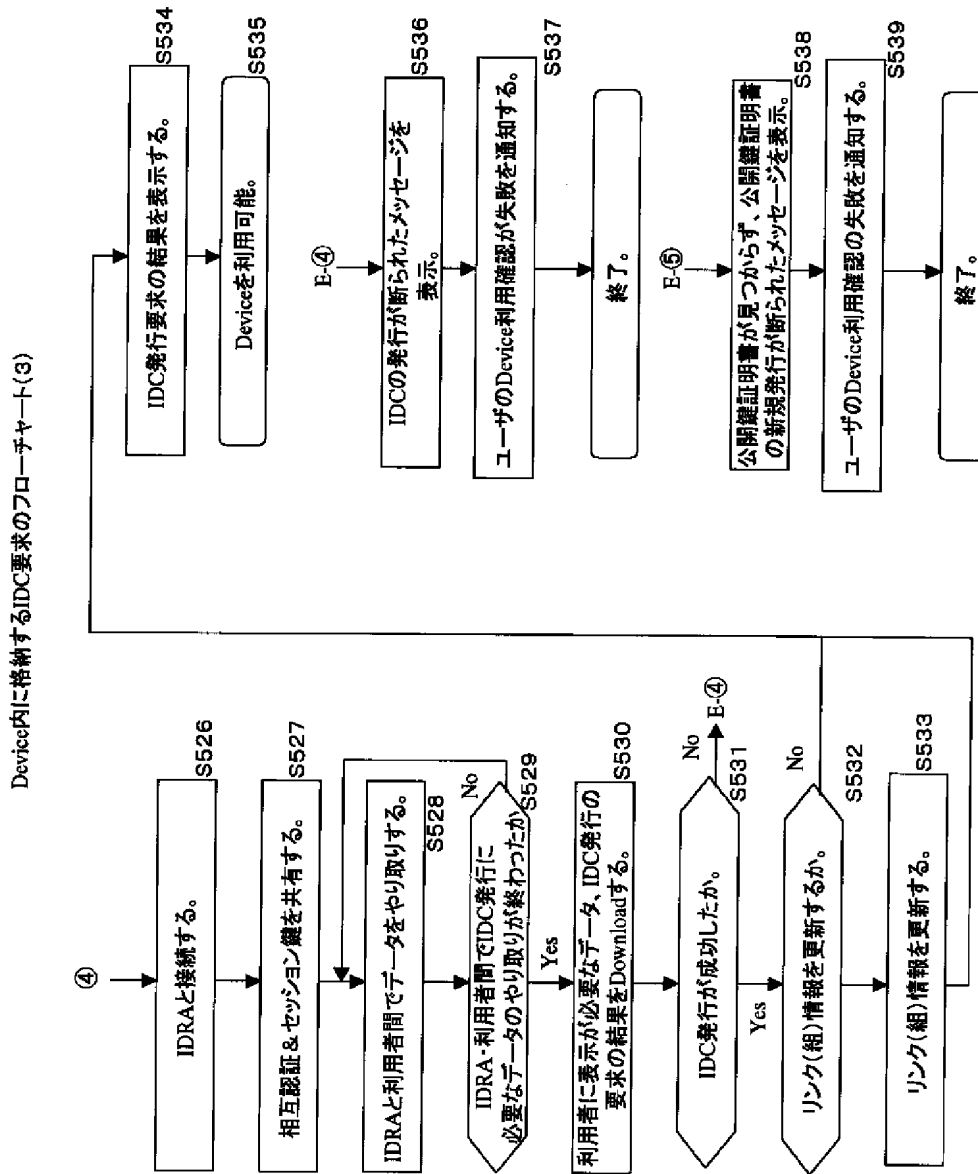 Device内に格納するIDC要求のフローチャート(3)
④
IDRAと接続する。
S526
相互認証&セッション鍵を共有する。
S527
IDRAと利用者間でデータをやり取りする。
S528
IDRA・利用者間でIDC発行に
必要なデータのやり取りが終わったか
No
S529
Yes
利用者に表示が必要なデータ、IDC発行の
要求の結果をDownloadする。
S530
IDC発行が成功したか。
No
E-④
S531
Yes
リンク(組)情報を更新するか。
No
S532
リンク(組)情報を更新する。
S533
IDC発行要求の結果を表示する。
S534
Deviceを利用可能。
S535
E-④
IDCの発行が断られたメッセージを
表示。
S536
ユーザのDevice利用確認が失敗を通知する。
S537
終了。
E-⑤
公開鍵証明書が見つからず、公開鍵証明書
の新規発行が断られたメッセージを表示。
S538
ユーザのDevice利用確認の失敗を通知する。
S539
終了。